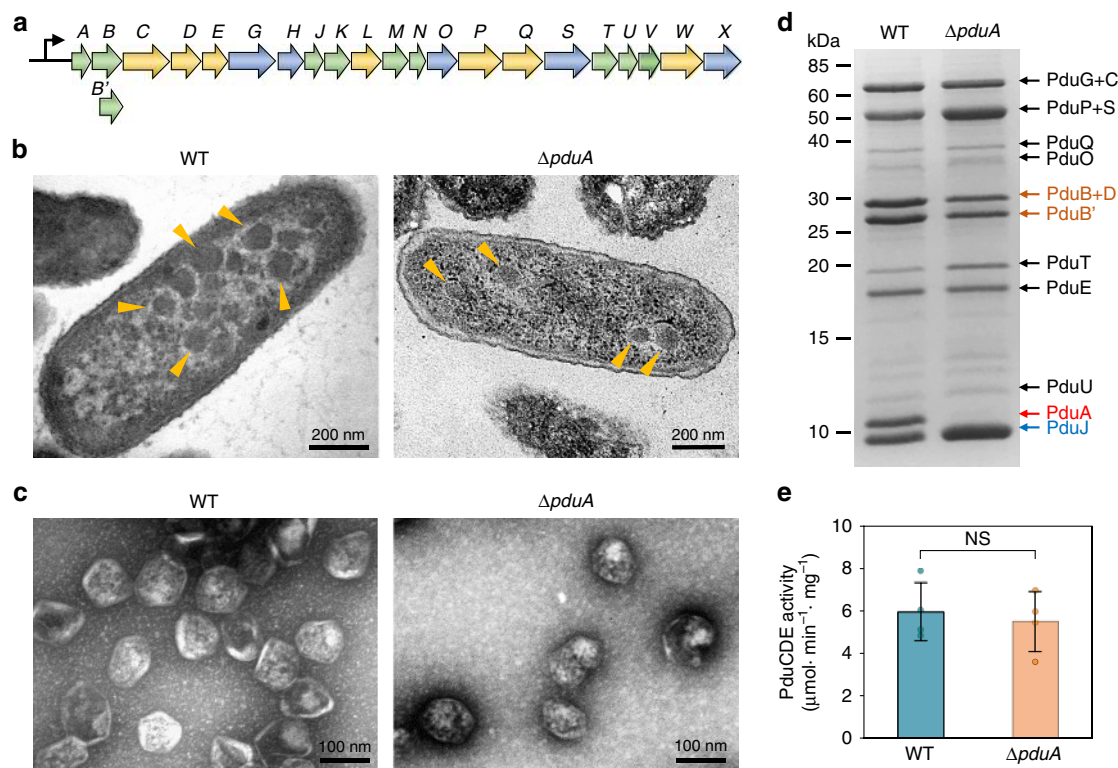 a
A B C D E G H J K L M N O P Q S T U V W X
B’
b
WT
ΔpduA
200 nm
200 nm
c
WT
ΔpduA
100 nm
100 nm
d
kDa
WT
ΔpduA
85
60
50
40
30
25
20
15
10
PduG+C
PduP+S
PduQ
PduO
PduB+D
PduB’
PduT
PduE
PduU
PduA
PduJ
e
PduCDE activity
(µmol· min⁻¹· mg⁻¹)
10
8
6
4
2
0
NS
WT
ΔpduA